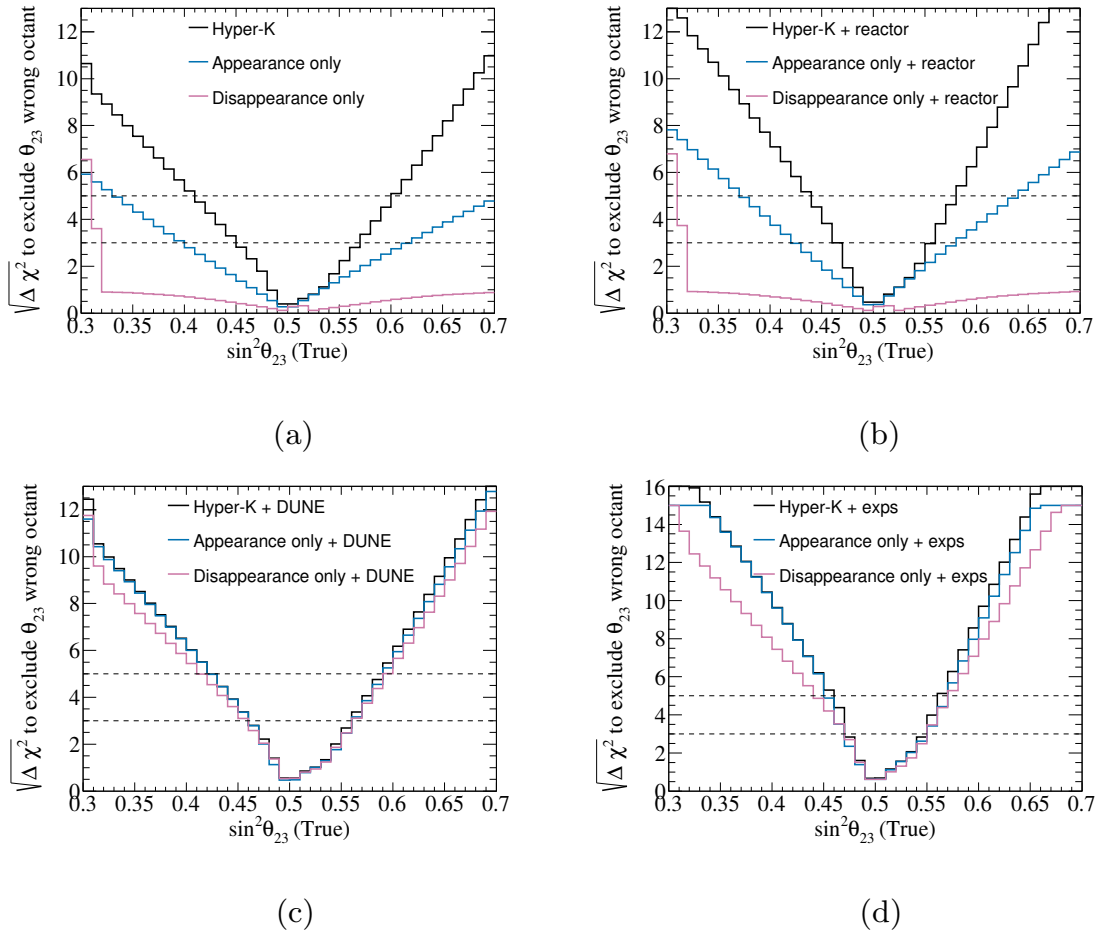 √Δ χ² to exclude θ₂₃ wrong octant
12
10
8
6
4
2
0
Hyper-K
Appearance only
Disappearance only
0.3 0.35 0.4 0.45 0.5 0.55 0.6 0.65 0.7
sin²θ₂₃ (True)
(a)
√Δ χ² to exclude θ₂₃ wrong octant
12
10
8
6
4
2
0
Hyper-K + reactor
Appearance only + reactor
Disappearance only + reactor
0.3 0.35 0.4 0.45 0.5 0.55 0.6 0.65 0.7
sin²θ₂₃ (True)
(b)
√Δ χ² to exclude θ₂₃ wrong octant
12
10
8
6
4
2
0
Hyper-K + DUNE
Appearance only + DUNE
Disappearance only + DUNE
0.3 0.35 0.4 0.45 0.5 0.55 0.6 0.65 0.7
sin²θ₂₃ (True)
(c)
√Δ χ² to exclude θ₂₃ wrong octant
16
14
12
10
8
6
4
2
0
Hyper-K + exps
Appearance only + exps
Disappearance only + exps
0.3 0.35 0.4 0.45 0.5 0.55 0.6 0.65 0.7
sin²θ₂₃ (True)
(d)